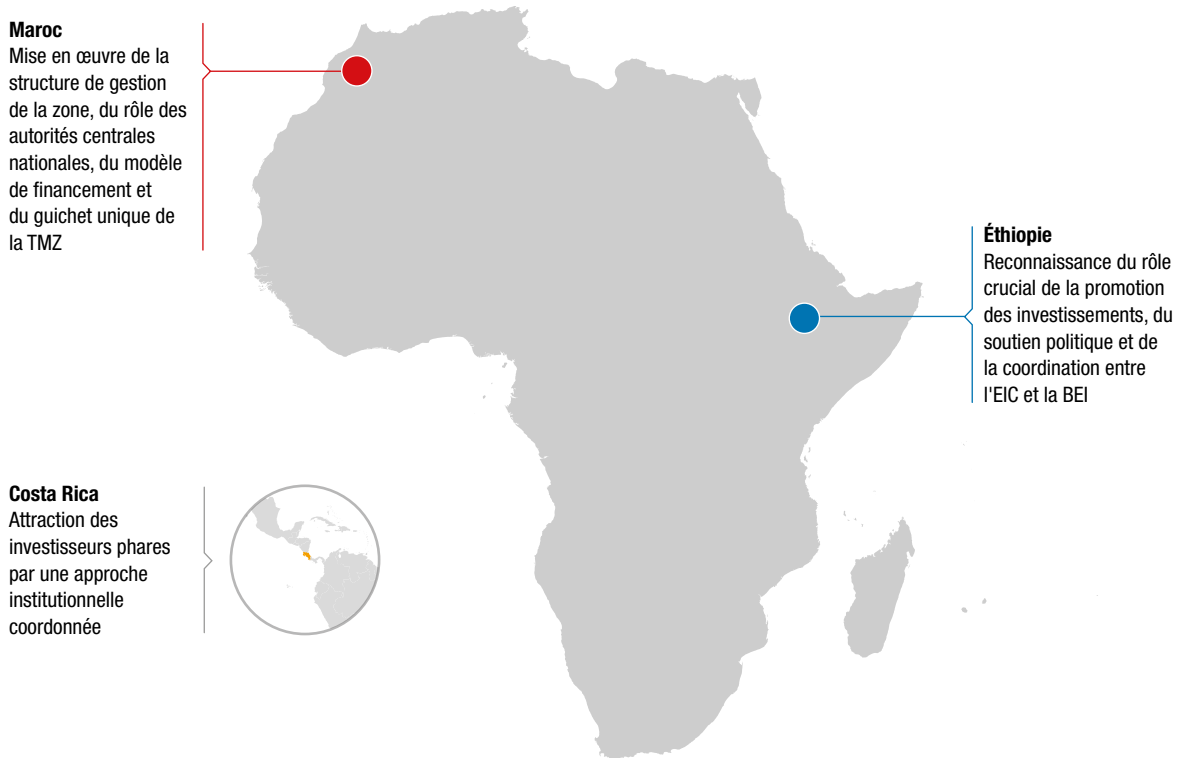 Maroc
Mise en œuvre de la
structure de gestion
de la zone, du rôle des
autorités centrales
nationales, du modèle
de financement et
du guichet unique de
la TMZ
Éthiopie
Reconnaissance du rôle
crucial de la promotion
des investissements, du
soutien politique et de
la coordination entre
l'EIC et la BEI
Costa Rica
Attraction des
investisseurs phares
par une approche
institutionnelle
coordonnée